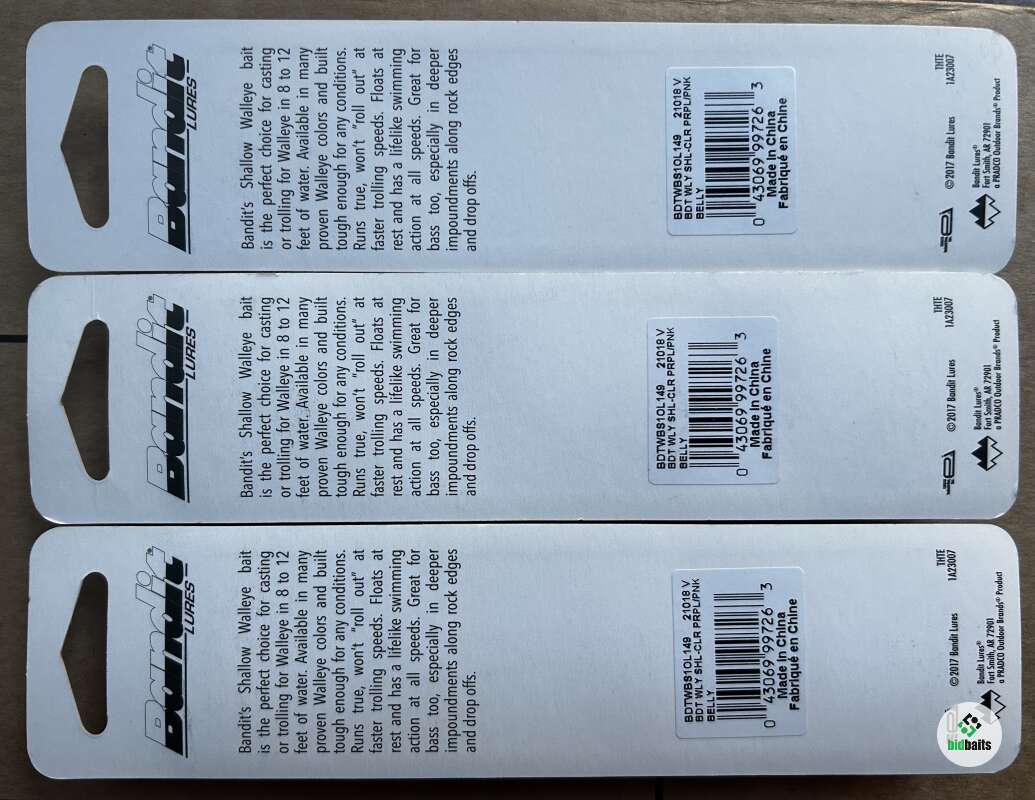 Bandit®
LURES™
Bandit's Shallow Walleye bait
is the perfect choice for casting
or trolling for Walleye in 8 to 12
feet of water. Available in many
proven Walleye colors and built
tough enough for any conditions.
Runs true, won't "roll out" at
faster trolling speeds. Floats at
rest and has a lifelike swimming
action at all speeds. Great for
bass too, especially in deeper
impoundments along rock edges
and drop offs.
BDTWBS1OL149 21018 V
BDT WLY SHL-CLR PRPL/PNK
BELLY
0 43069 99726 3
Made in China
Fabriqué en Chine
THTE
1A23007
©2017 Bandit Lures
Bandit Lures®
Fort Smith, AR 72901
a PRADCO Outdoor Brands® Product
Bandit®
LURES™
Bandit's Shallow Walleye bait
is the perfect choice for casting
or trolling for Walleye in 8 to 12
feet of water. Available in many
proven Walleye colors and built
tough enough for any conditions.
Runs true, won't "roll out" at
faster trolling speeds. Floats at
rest and has a lifelike swimming
action at all speeds. Great for
bass too, especially in deeper
impoundments along rock edges
and drop offs.
BDTWBS1OL149 21018 V
BDT WLY SHL-CLR PRPL/PNK
BELLY
0 43069 99726 3
Made in China
Fabriqué en Chine
THTE
1A23007
©2017 Bandit Lures
Bandit Lures®
Fort Smith, AR 72901
a PRADCO Outdoor Brands® Product
Bandit®
LURES™
Bandit's Shallow Walleye bait
is the perfect choice for casting
or trolling for Walleye in 8 to 12
feet of water. Available in many
proven Walleye colors and built
tough enough for any conditions.
Runs true, won't "roll out" at
faster trolling speeds. Floats at
rest and has a lifelike swimming
action at all speeds. Great for
bass too, especially in deeper
impoundments along rock edges
and drop offs.
BDTWBS1OL149 21018 V
BDT WLY SHL-CLR PRPL/PNK
BELLY
0 43069 99726 3
Made in China
Fabriqué en Chine
THTE
1A23007
©2017 Bandit Lures
Bandit Lures®
Fort Smith, AR 72901
a PRADCO Outdoor Brands® Product
bidbaits